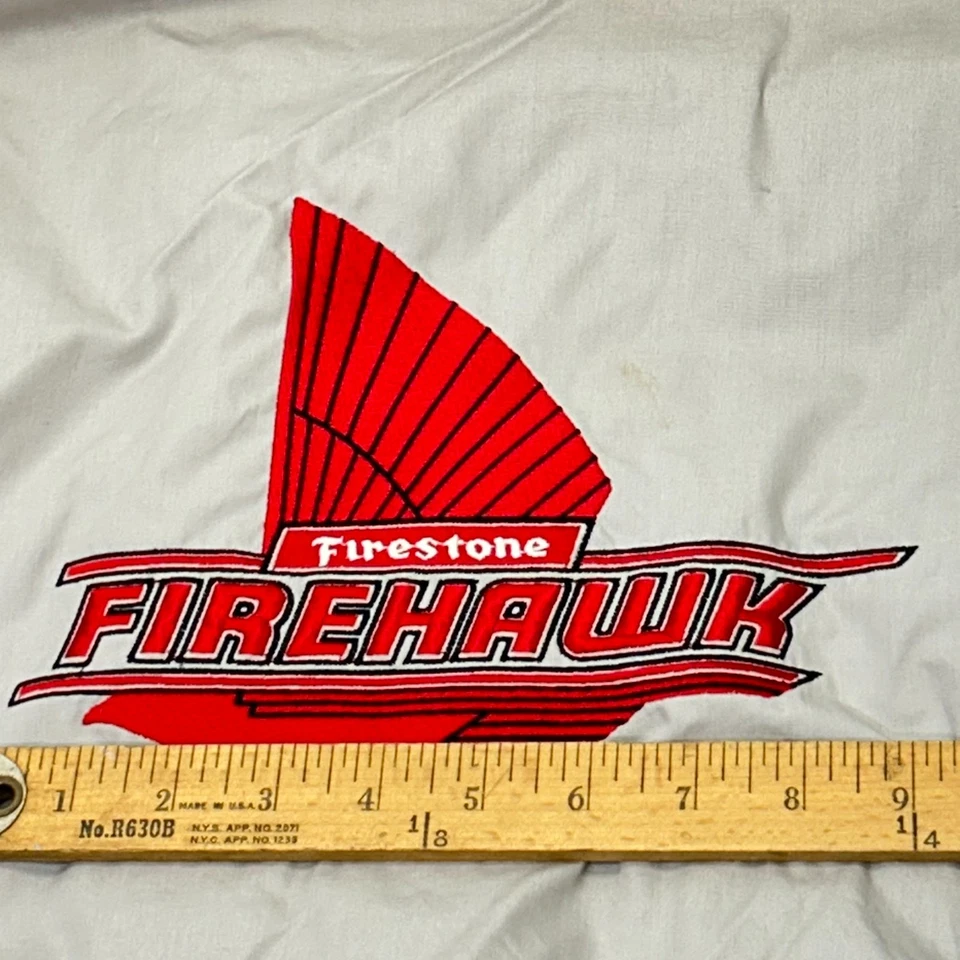 Firestone
FIREHAWK
1 2 MADE IN U.S.A. 3 4 5 6 7 8 9
No.R630B N.Y.S. APP. NO. 2071 1/8 1/4
N.Y.C. APP. NO. 1238